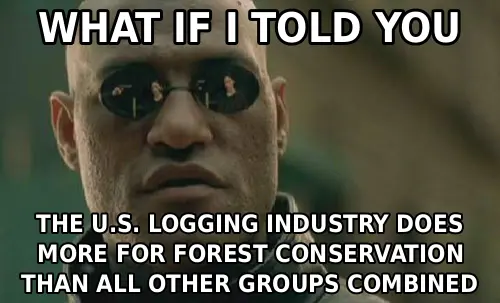 WHAT IF I TOLD YOU
THE U.S. LOGGING INDUSTRY DOES
MORE FOR FOREST CONSERVATION
THAN ALL OTHER GROUPS COMBINED